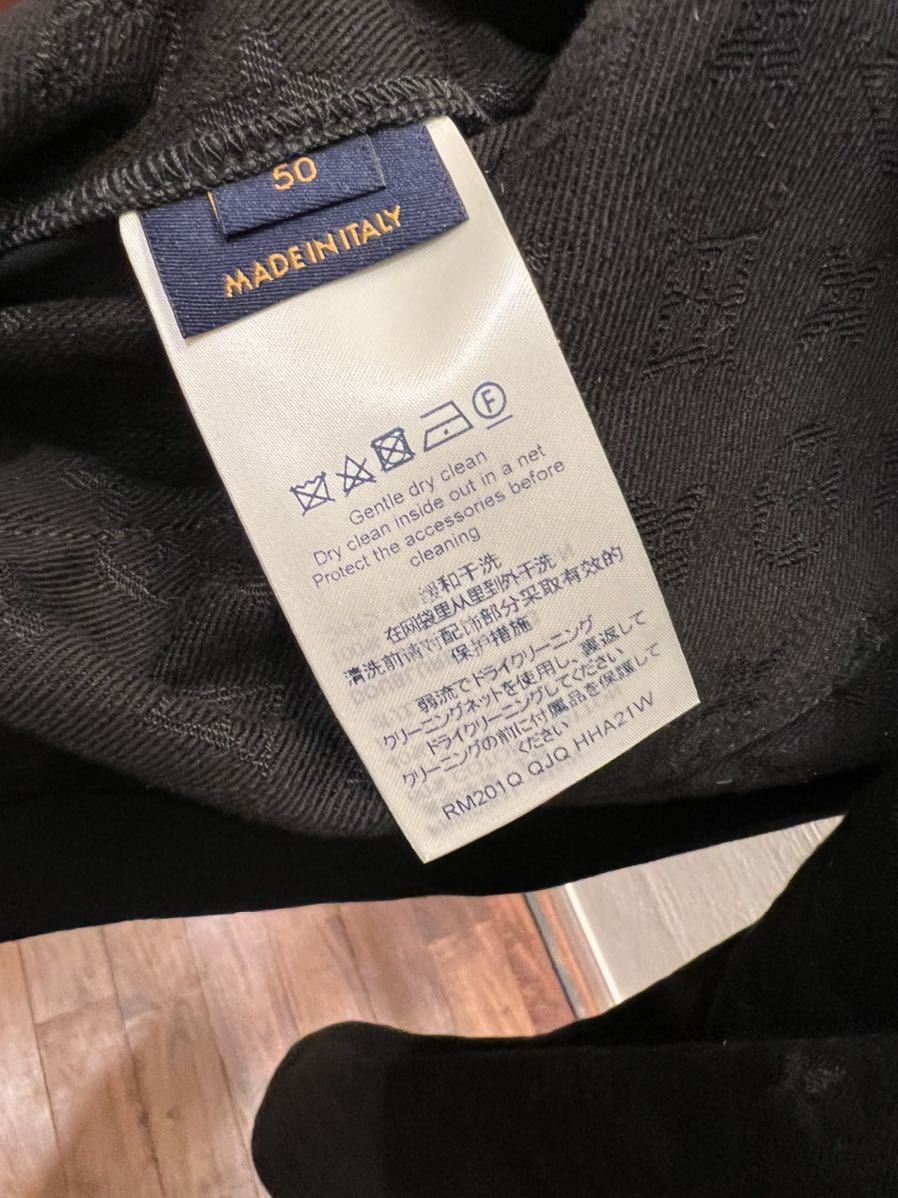 50
MADE IN ITALY
F
Gentle dry clean
Dry clean inside out in a net
Protect the accessories before
cleaning
缓和干洗
在网袋里从里到外干洗
清洗前请对配饰部分采取有效的
保护措施
弱流でドライクリーニング
クリーニングネットを使用し、裏返して
ドライクリーニングしてください
クリーニングの前に付属品を保護して
ください
RM201Q QJQ HHA21W